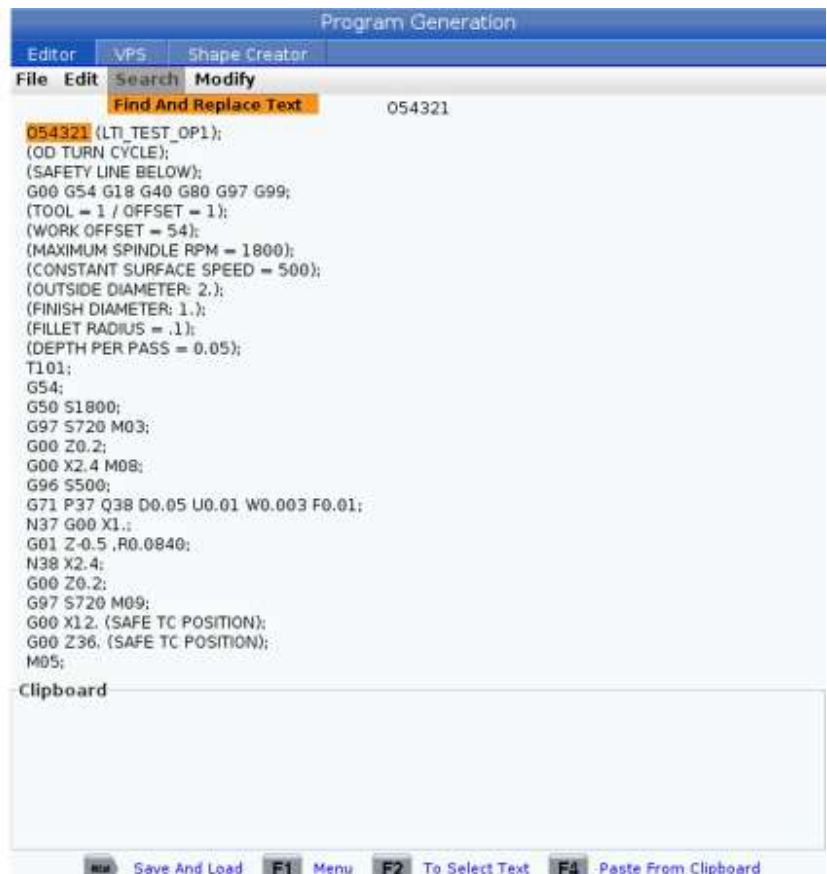 Program Generation
Editor VPS Shape Creator
File Edit Search Modify
Find And Replace Text O54321
O54321 (LTI_TEST_OP1);
(OD TURN CYCLE);
(SAFETY LINE BELOW);
G00 G54 G18 G40 G80 G97 G99;
(TOOL = 1 / OFFSET = 1);
(WORK OFFSET = 54);
(MAXIMUM SPINDLE RPM = 1800);
(CONSTANT SURFACE SPEED = 500);
(OUTSIDE DIAMETER: 2.);
(FINISH DIAMETER: 1.);
(FILLET RADIUS = .1);
(DEPTH PER PASS = 0.05);
T101;
G54;
G50 S1800;
G97 S720 M03;
G00 Z0.2;
G00 X2.4 M08;
G96 S500;
G71 P37 Q38 D0.05 U0.01 W0.003 F0.01;
N37 G00 X1.;
G01 Z-0.5 ,R0.0840;
N38 X2.4;
G00 Z0.2;
G97 S720 M09;
G00 X12. (SAFE TC POSITION);
G00 Z36. (SAFE TC POSITION);
M05;
Clipboard
Save And Load F1 Menu F2 To Select Text F4 Paste From Clipboard